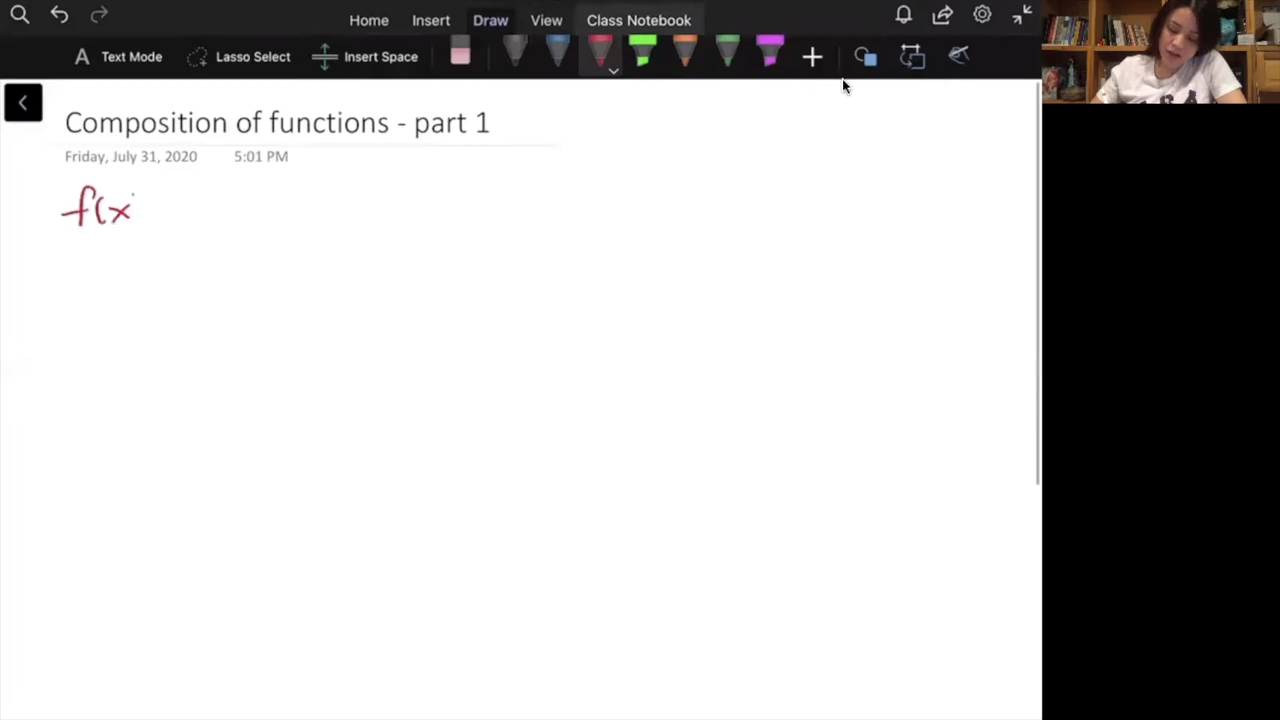 Home Insert Draw View Class Notebook
Text Mode Lasso Select Insert Space
Composition of functions - part 1
Friday, July 31, 2020 5:01 PM
f(x